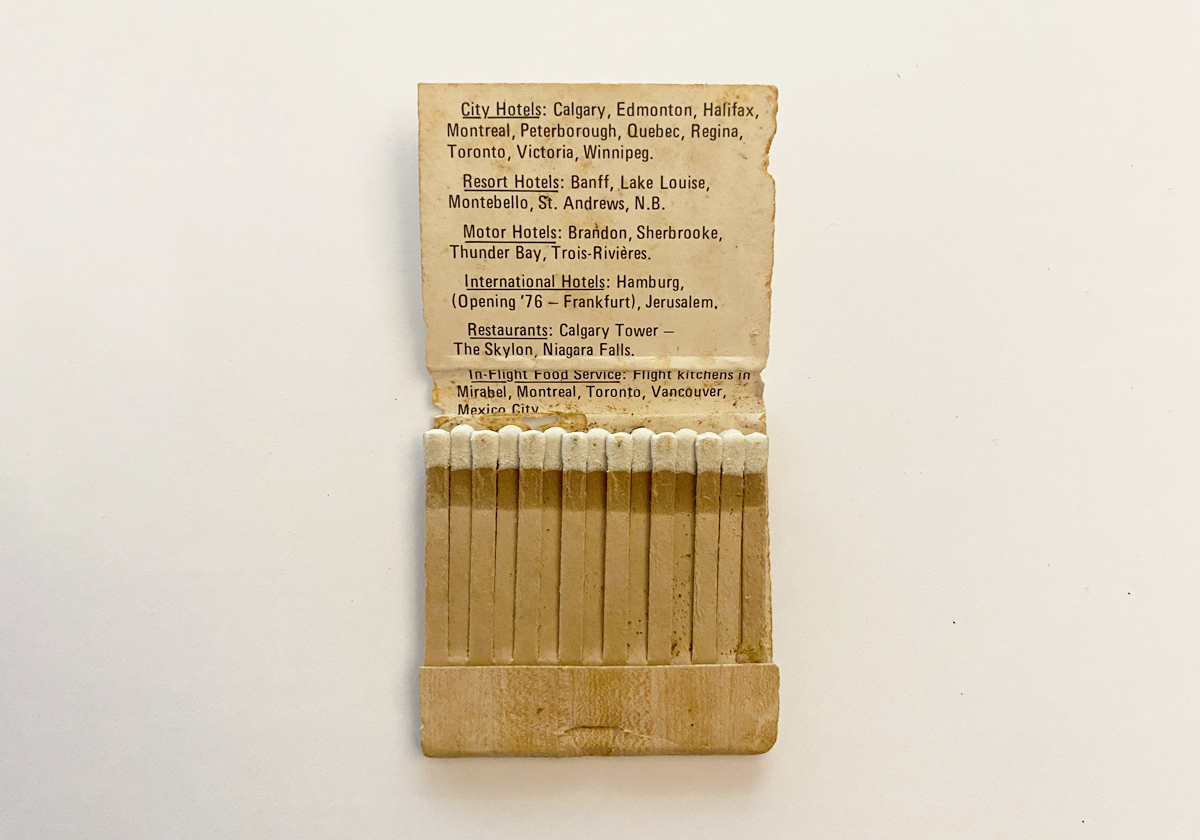 City Hotels: Calgary, Edmonton, Halifax,
Montreal, Peterborough, Quebec, Regina,
Toronto, Victoria, Winnipeg.
Resort Hotels: Banff, Lake Louise,
Montebello, St. Andrews, N.B.
Motor Hotels: Brandon, Sherbrooke,
Thunder Bay, Trois-Rivières.
International Hotels: Hamburg,
(Opening '76 – Frankfurt), Jerusalem.
Restaurants: Calgary Tower –
The Skylon, Niagara Falls.
In-Flight Food Service: Flight kitchens in
Mirabel, Montreal, Toronto, Vancouver,
Mexico City